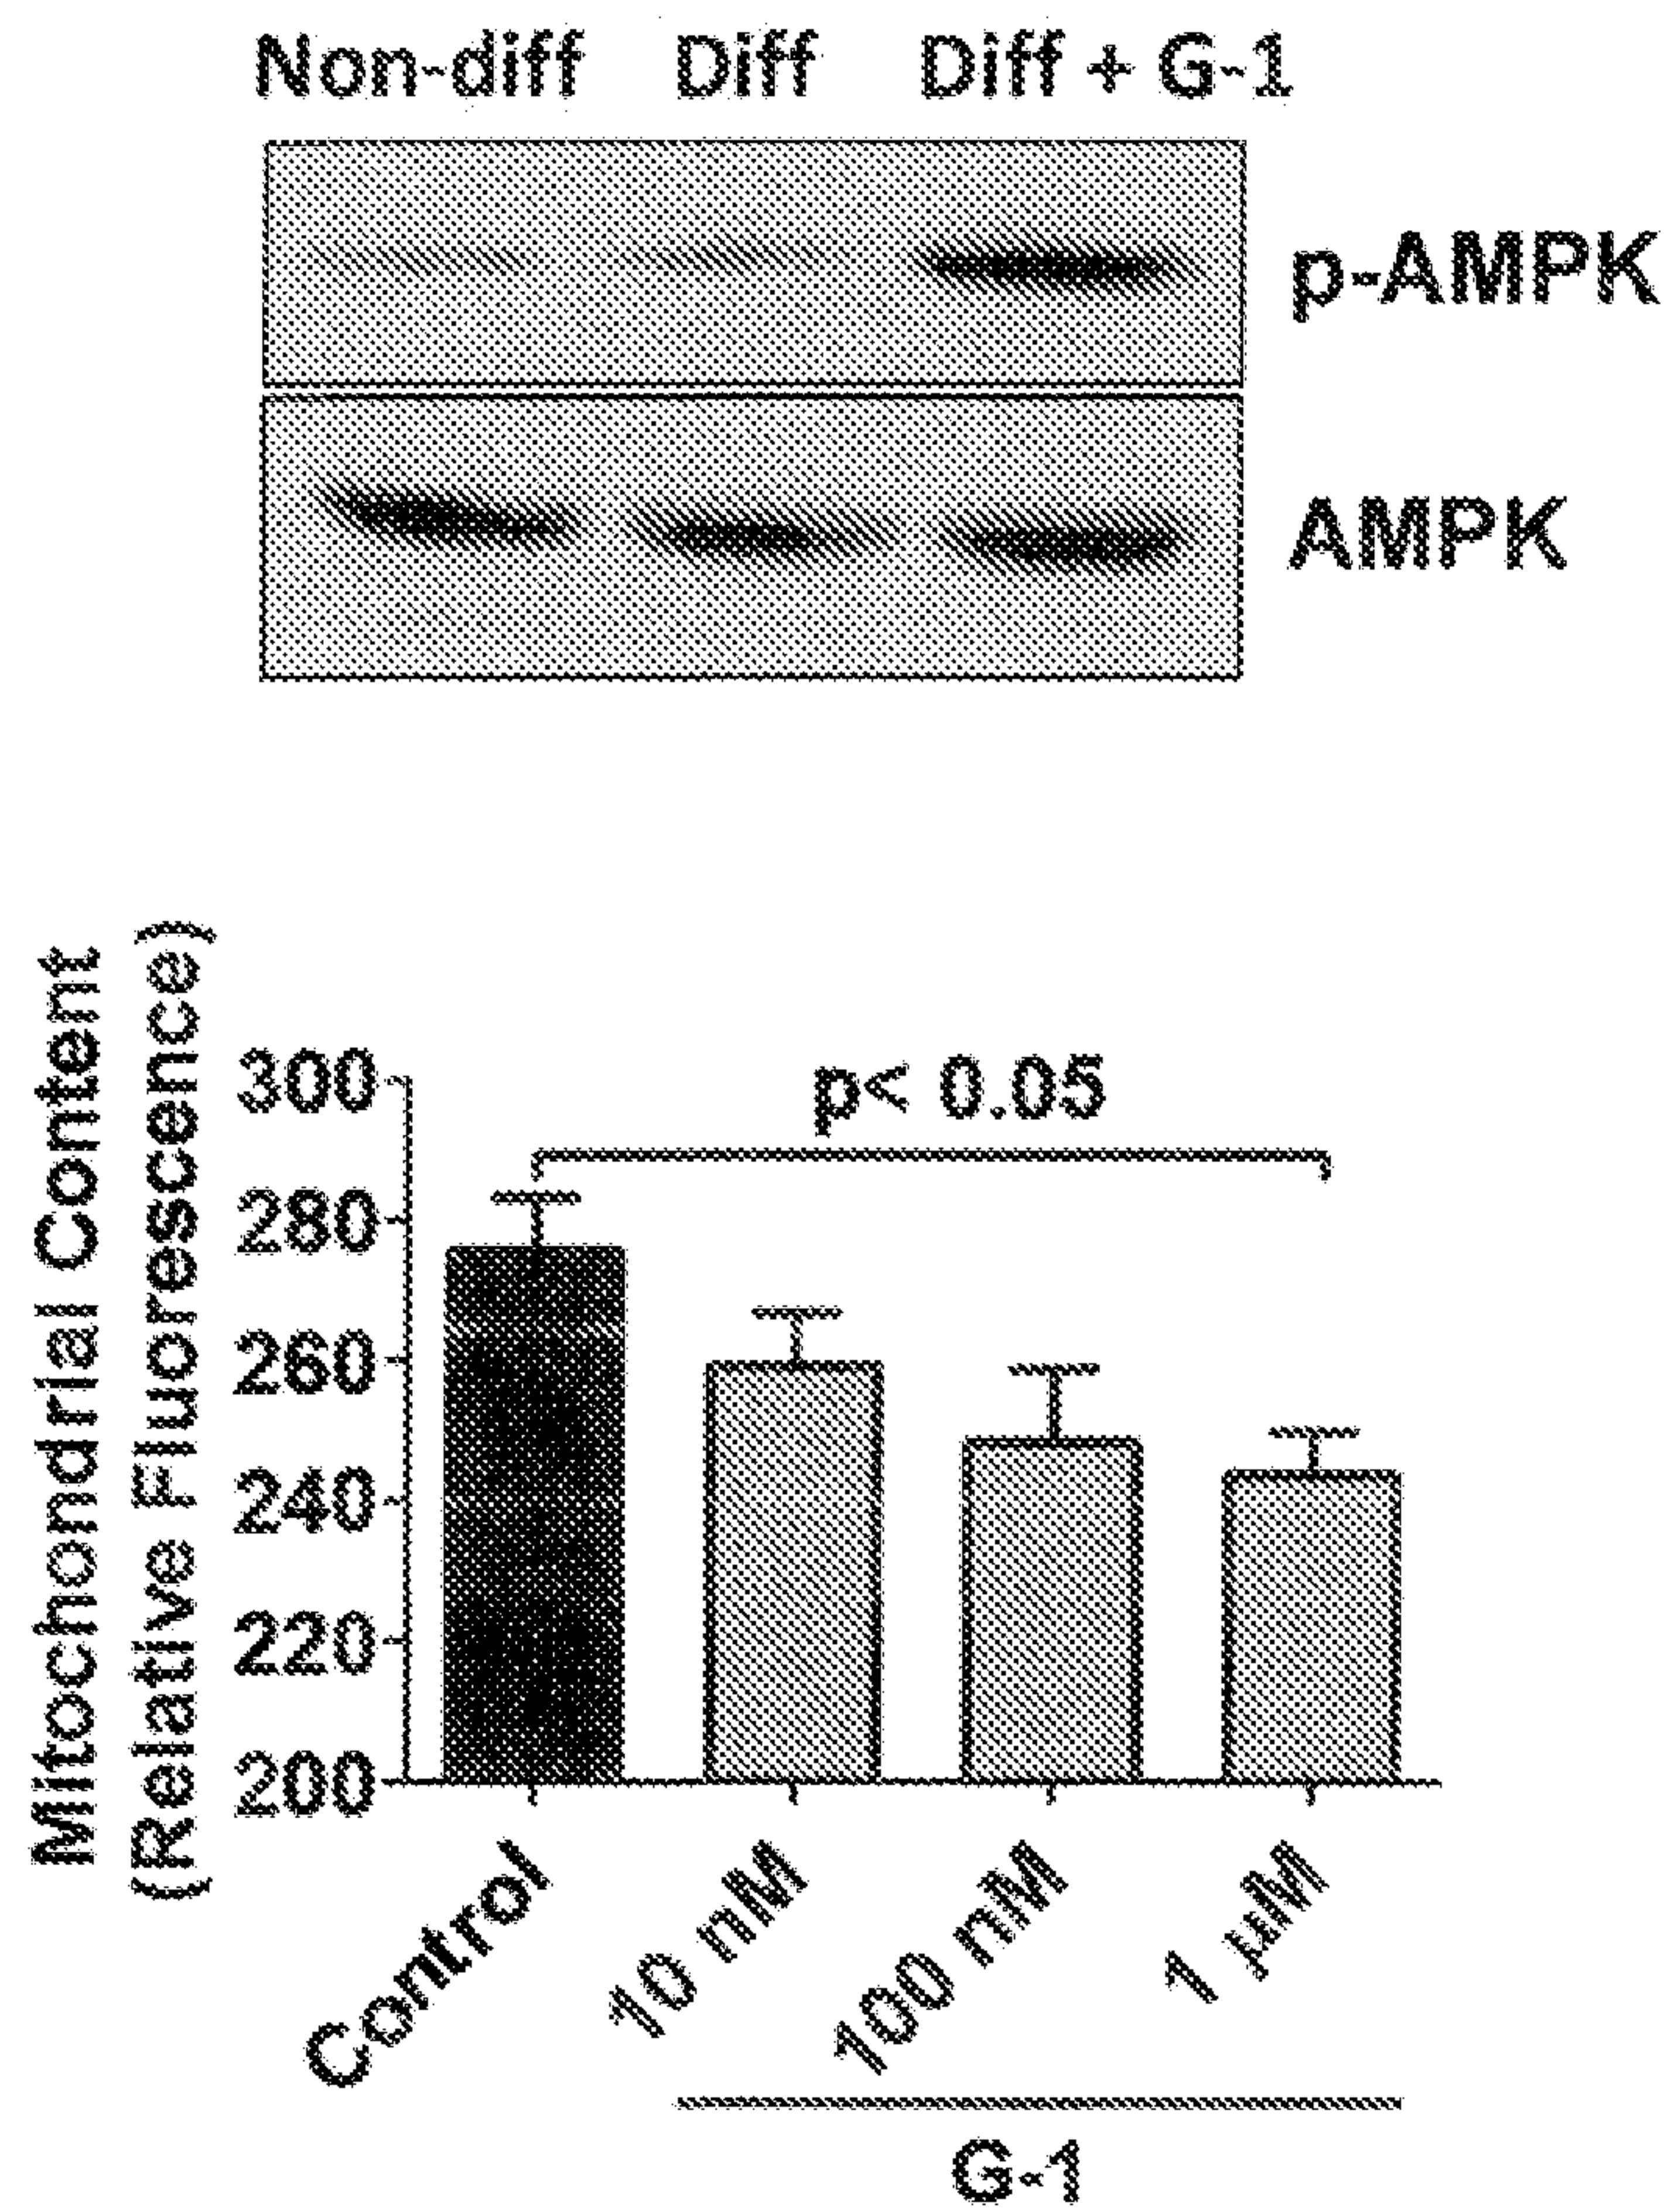 Non-diff Diff Diff + G-1
p-AMPK
AMPK
Mitochondrial Content
(Relative Fluorescence)
300
280
260
240
220
200
p< 0.05
Control
10 nM
100 nM
1 µM
G-1